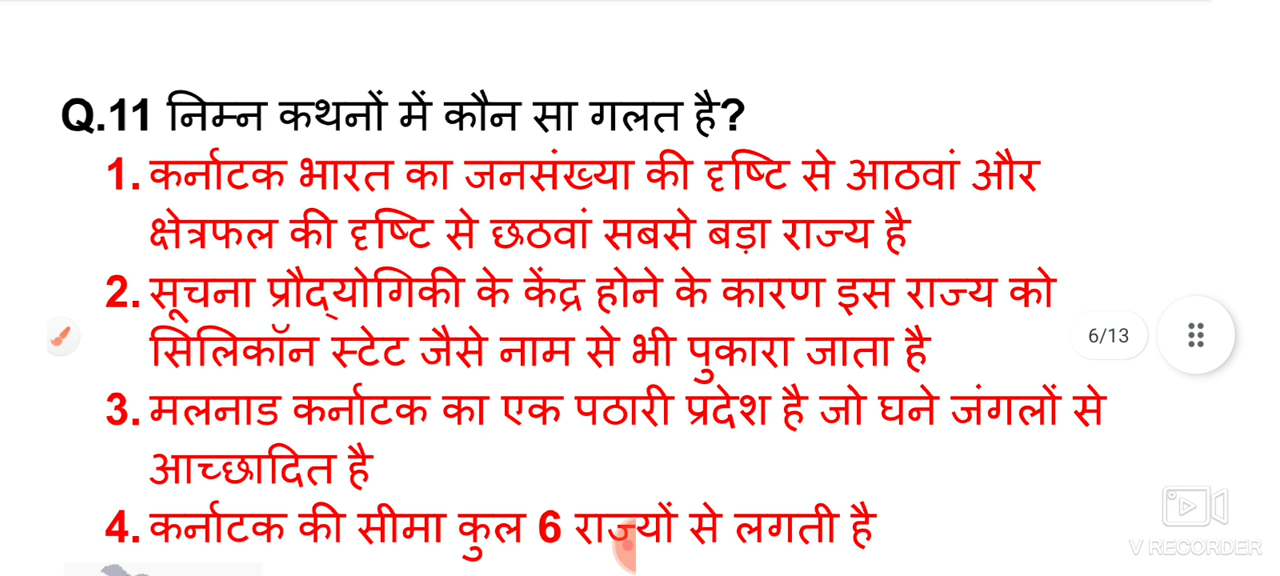 Q.11 निम्न कथनों में कौन सा गलत है?
1. कर्नाटक भारत का जनसंख्या की दृष्टि से आठवां और
क्षेत्रफल की दृष्टि से छठवां सबसे बड़ा राज्य है
2. सूचना प्रौद्योगिकी के केंद्र होने के कारण इस राज्य को
सिलिकॉन स्टेट जैसे नाम से भी पुकारा जाता है
6/13
3. मलनाड कर्नाटक का एक पठारी प्रदेश है जो घने जंगलों से
आच्छादित है
4. कर्नाटक की सीमा कुल 6 राज्यों से लगती है
V RECORDER